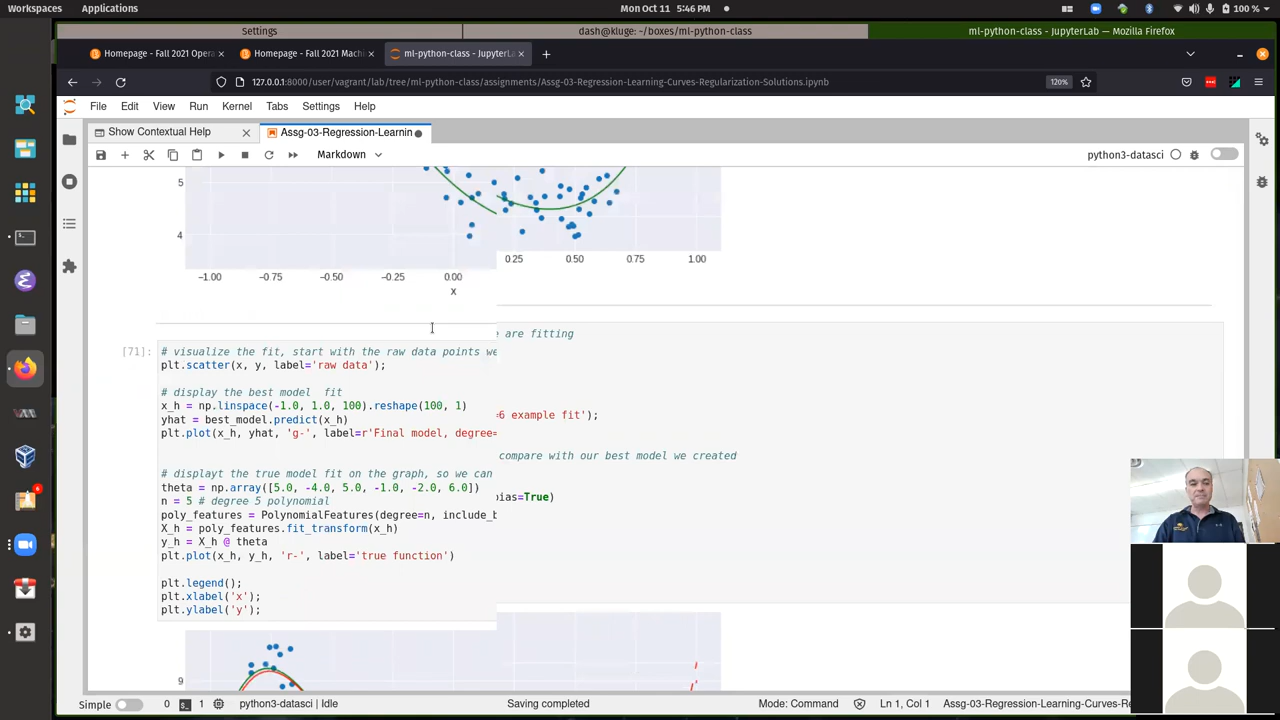 Workspaces Applications Mon Oct 11 5:46 PM 100 %
Settings dash@kluge: ~/boxes/ml-python-class ml-python-class - JupyterLab — Mozilla Firefox
Homepage - Fall 2021 Opera Homepage - Fall 2021 Machi ml-python-class - JupyterLab
127.0.0.1:8000/user/vagrant/lab/tree/ml-python-class/assignments/Assg-03-Regression-Learning-Curves-Regularization-Solutions.ipynb 120%
File Edit View Run Kernel Tabs Settings Help
Show Contextual Help Assg-03-Regression-Learnin
Markdown python3-datasci
5
4
0.25 0.50 0.75 1.00
−1.00 −0.75 −0.50 −0.25 0.00
x
e are fitting
[71]: # visualize the fit, start with the raw data points we
plt.scatter(x, y, label='raw data');
# display the best model fit
x_h = np.linspace(-1.0, 1.0, 100).reshape(100, 1)
=6 example fit');
yhat = best_model.predict(x_h)
plt.plot(x_h, yhat, 'g-', label=r'Final model, degree=
compare with our best model we created
# displayt the true model fit on the graph, so we can
theta = np.array([5.0, -4.0, 5.0, -1.0, -2.0, 6.0])
bias=True)
n = 5 # degree 5 polynomial
poly_features = PolynomialFeatures(degree=n, include_b
X_h = poly_features.fit_transform(x_h)
y_h = X_h @ theta
plt.plot(x_h, y_h, 'r-', label='true function')
plt.legend();
plt.xlabel('x');
plt.ylabel('y');
9
Simple 0 1 python3-datasci | Idle Saving completed Mode: Command Ln 1, Col 1 Assg-03-Regression-Learning-Curves-Re